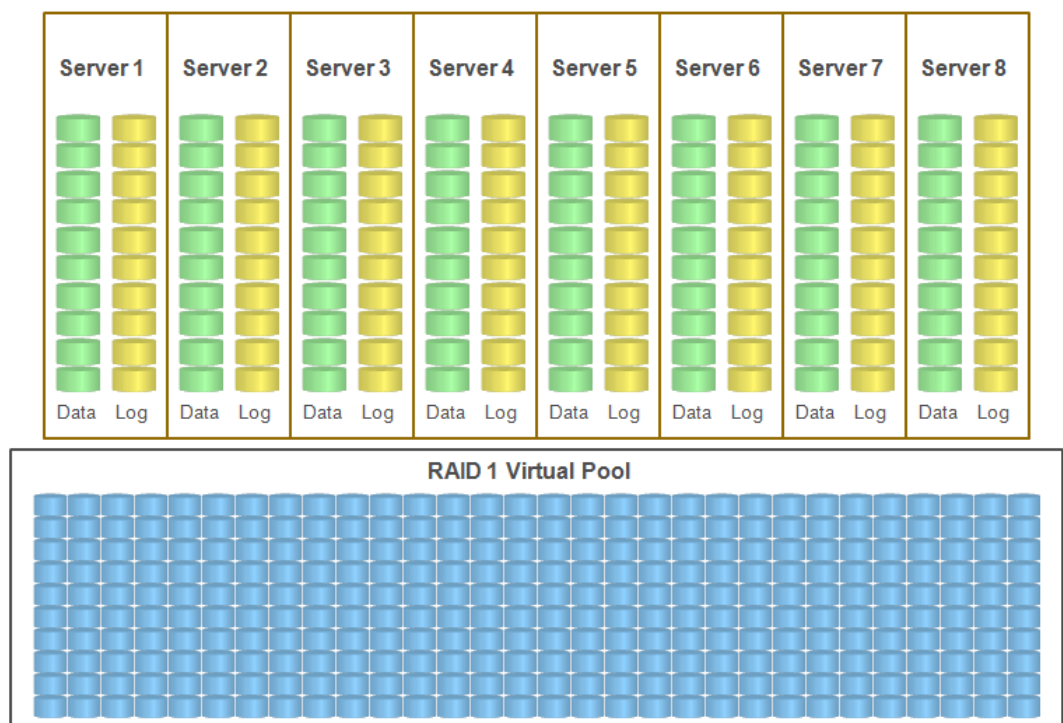 Server 1 Server 2 Server 3 Server 4 Server 5 Server 6 Server 7 Server 8
Data Log Data Log Data Log Data Log Data Log Data Log Data Log Data Log
RAID 1 Virtual Pool